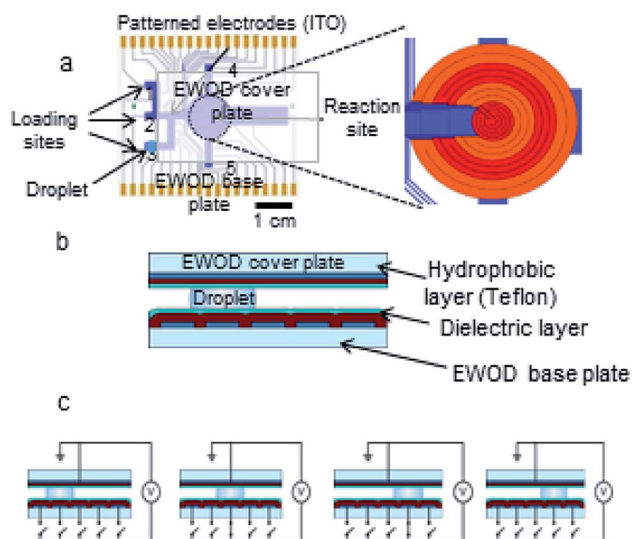 Patterned electrodes (ITO)
a
4
EWOD cover
plate
Reaction
site
Loading
sites
2
3
Droplet
5
EWOD base
plate
1 cm
b
EWOD cover plate
Hydrophobic
layer (Teflon)
Droplet
Dielectric layer
EWOD base plate
c
V
V
V
V